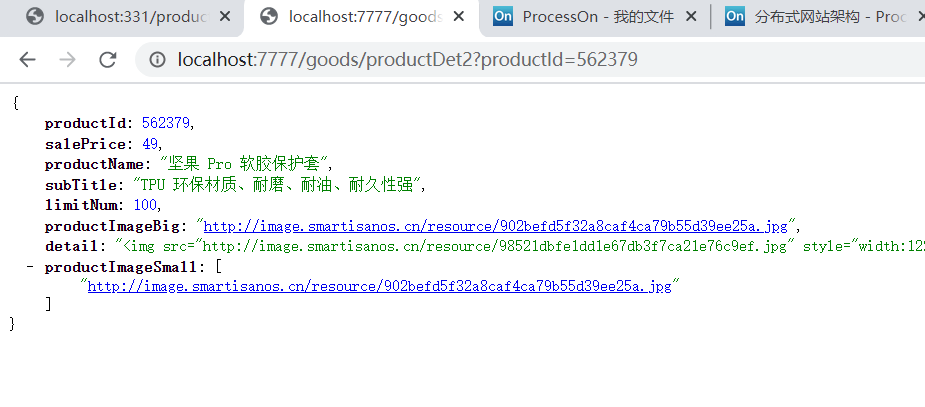 localhost:331/produc
localhost:7777/goods
On ProcessOn - 我的文件
On 分布式网站架构 - Proc
localhost:7777/goods/productDet2?productId=562379
{
productId: 562379,
salePrice: 49,
productName: "坚果 Pro 软胶保护套",
subTitle: "TPU 环保材质、耐磨、耐油、耐久性强",
limitNum: 100,
productImageBig: "http://image.smartisanos.cn/resource/902befd5f32a8caf4ca79b55d39ee25a.jpg",
detail: "<img src="http://image.smartisanos.cn/resource/98521dbfe1dd1e67db3f7ca21e76c9ef.jpg" style="width:122
- productImageSmall: [
"http://image.smartisanos.cn/resource/902befd5f32a8caf4ca79b55d39ee25a.jpg"
]
}